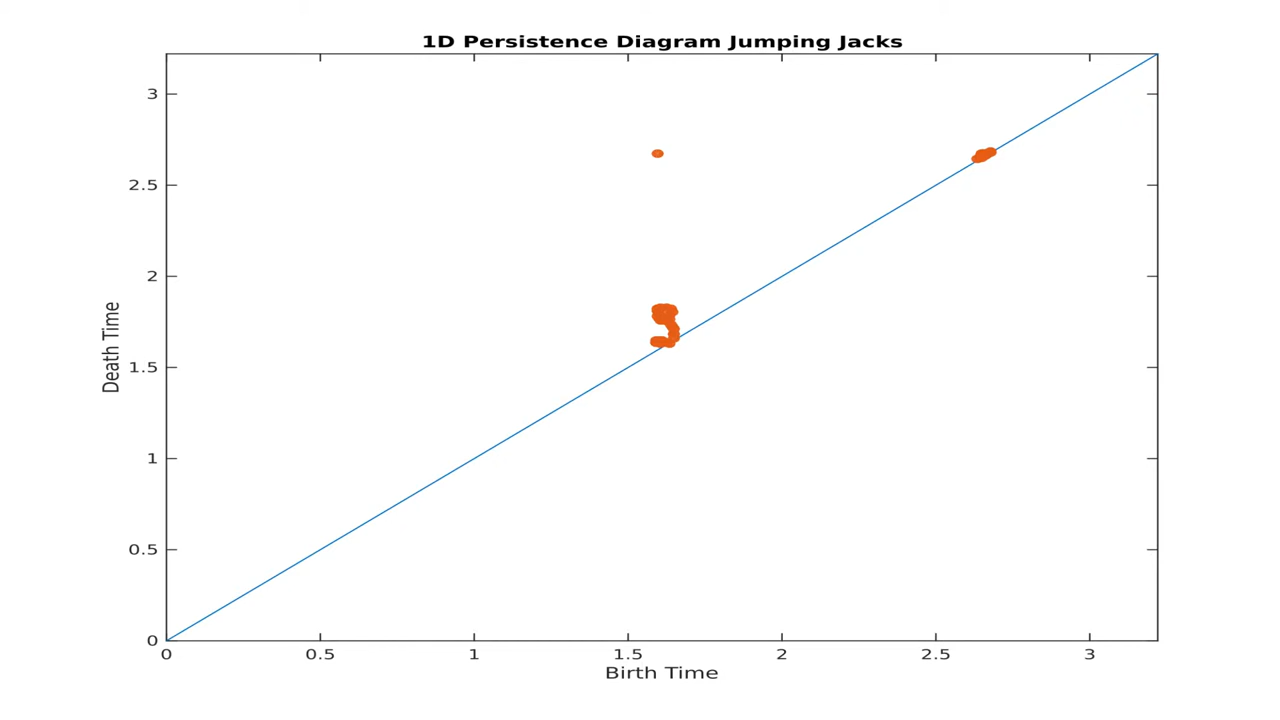 1D Persistence Diagram Jumping Jacks
3
2.5
2
1.5
1
0.5
0
Death Time
0 0.5 1 1.5 2 2.5 3
Birth Time